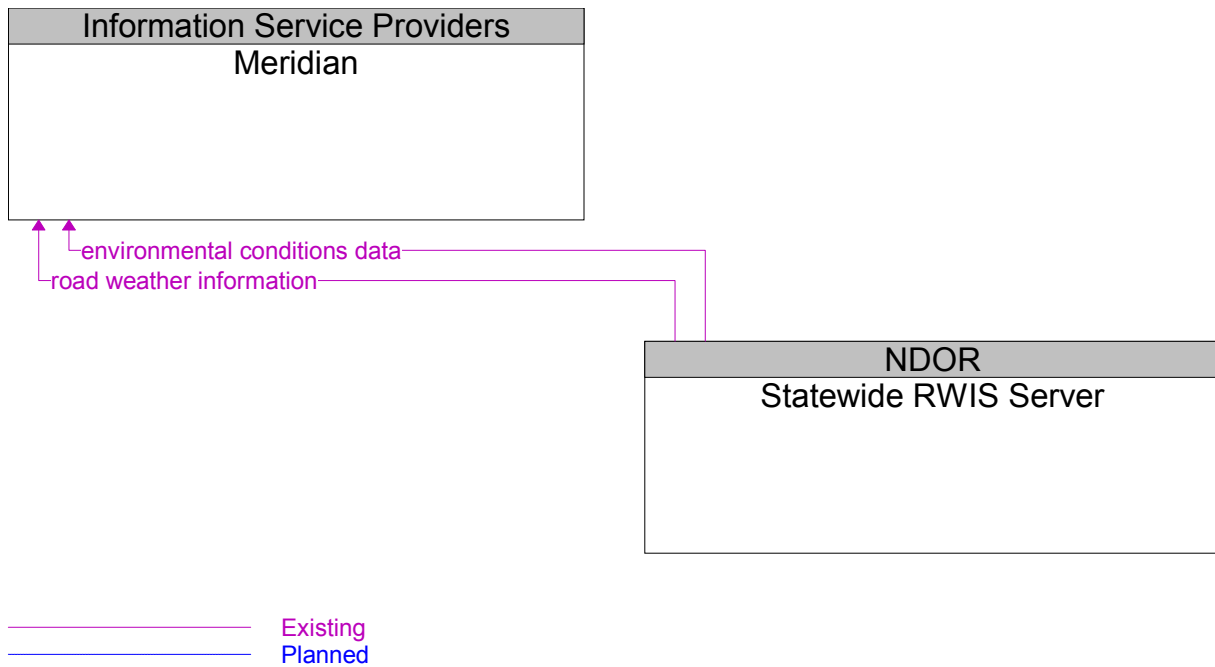 Information Service Providers
Meridian
environmental conditions data
road weather information
NDOR
Statewide RWIS Server
Existing
Planned